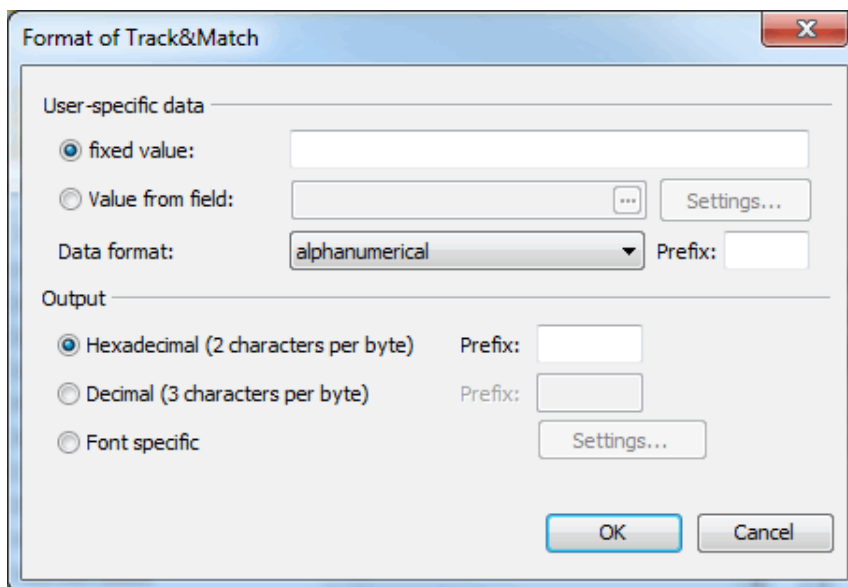 Format of Track&Match
User-specific data
fixed value:
Value from field: ... Settings...
Data format: alphanumerical Prefix:
Output
Hexadecimal (2 characters per byte) Prefix:
Decimal (3 characters per byte) Prefix:
Font specific Settings...
OK Cancel